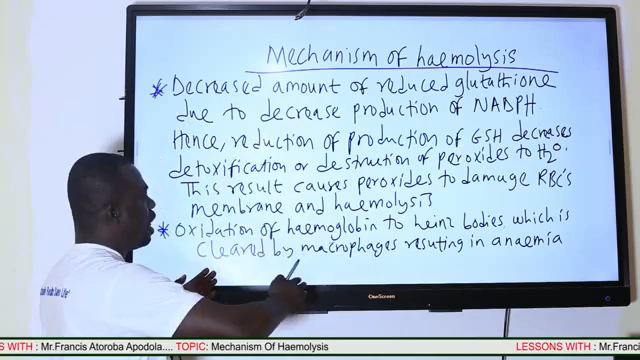 Mechanism of haemolysis
* Decreased amount of reduced glutathione
due to decrease production of NADPH.
Hence, reduction of production of GSH decreases
detoxification or destruction of peroxides to H2O.
This result causes peroxides to damage RBC's
membrane and haemolysis
* Oxidation of haemoglobin to heinz bodies which is
cleared by macrophages resulting in anaemia
OneScreen
S WITH : Mr.Francis Atoroba Apodola.... TOPIC: Mechanism Of Haemolysis LESSONS WITH : Mr.Franci